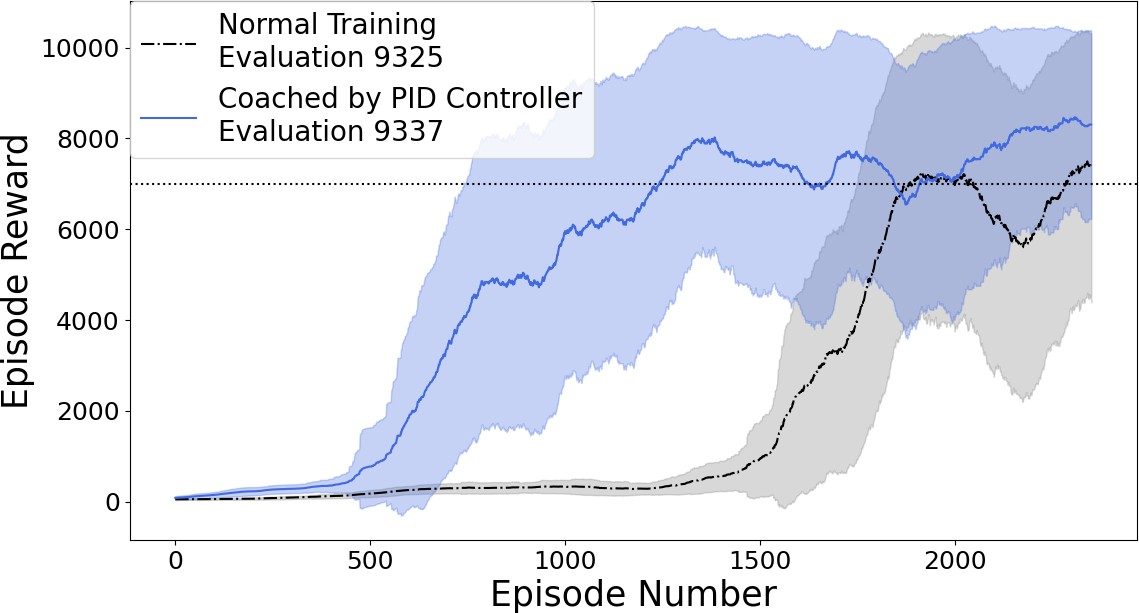 Normal Training
Evaluation 9325
Coached by PID Controller
Evaluation 9337
10000
8000
6000
4000
2000
0
Episode Reward
0 500 1000 1500 2000
Episode Number